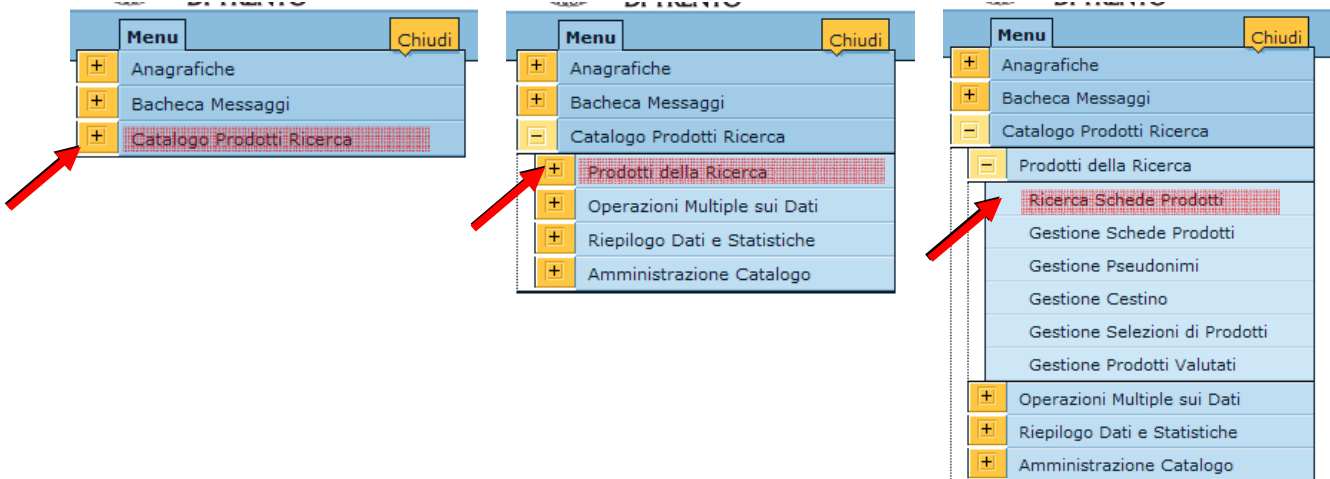 Menu
Chiudi
Anagrafiche
Bacheca Messaggi
Catalogo Prodotti Ricerca
Menu
Chiudi
Anagrafiche
Bacheca Messaggi
Catalogo Prodotti Ricerca
Prodotti della Ricerca
Operazioni Multiple sui Dati
Riepilogo Dati e Statistiche
Amministrazione Catalogo
Menu
Chiudi
Anagrafiche
Bacheca Messaggi
Catalogo Prodotti Ricerca
Prodotti della Ricerca
Ricerca Schede Prodotti
Gestione Schede Prodotti
Gestione Pseudonimi
Gestione Cestino
Gestione Selezioni di Prodotti
Gestione Prodotti Valutati
Operazioni Multiple sui Dati
Riepilogo Dati e Statistiche
Amministrazione Catalogo